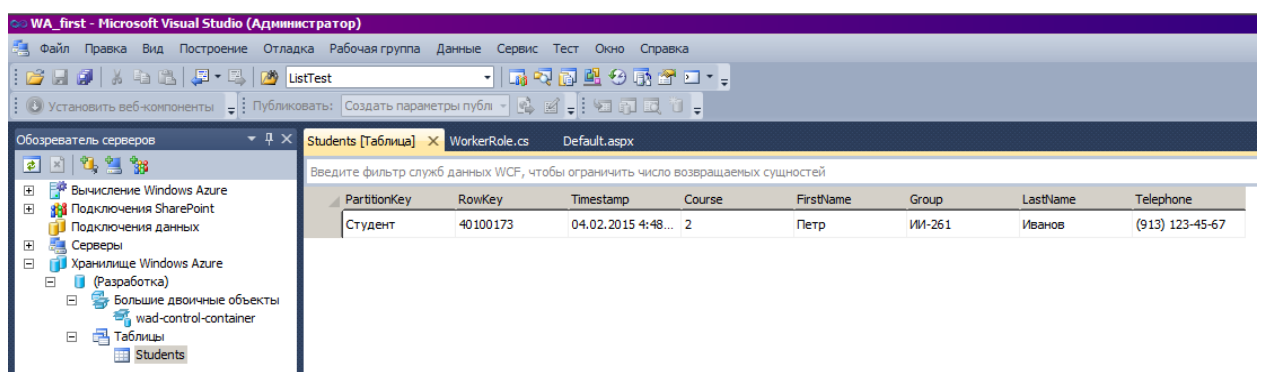 WA_first - Microsoft Visual Studio (Администратор)
Файл Правка Вид Построение Отладка Рабочая группа Данные Сервис Тест Окно Справка
ListTest
Установить веб-компоненты Публиковать: Создать параметры публ
Обозреватель серверов
Вычисление Windows Azure
Подключения SharePoint
Подключения данных
Серверы
Хранилище Windows Azure
(Разработка)
Большие двоичные объекты
wad-control-container
Таблицы
Students
Students [Таблица] WorkerRole.cs Default.aspx
Введите фильтр служб данных WCF, чтобы ограничить число возвращаемых сущностей
PartitionKey RowKey Timestamp Course FirstName Group LastName Telephone
Студент 40100173 04.02.2015 4:48... 2 Петр ИИ-261 Иванов (913) 123-45-67